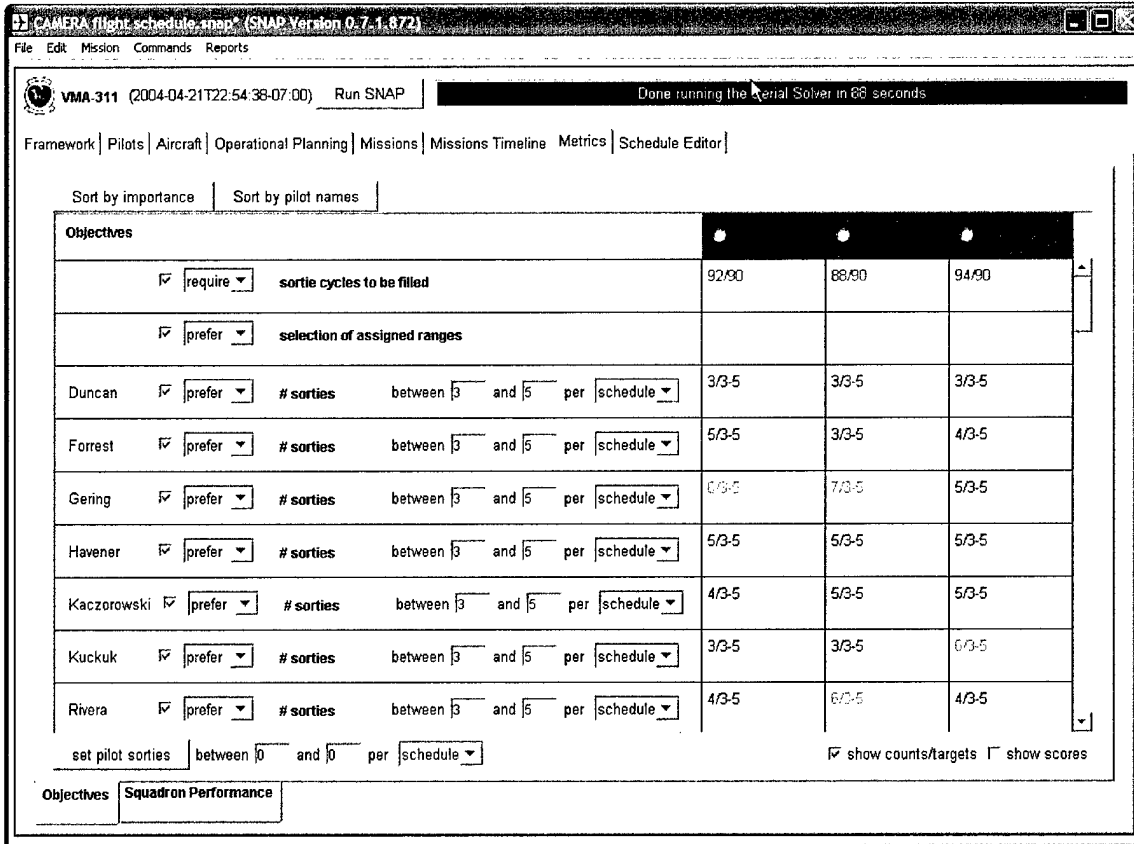 CAMERA flight schedule.snap* (SNAP Version 0.7.1.872)
File Edit Mission Commands Reports
VMA-311 (2004-04-21T22:54:38-07:00) Run SNAP Done running the Aerial Solver in 88 seconds
Framework Pilots Aircraft Operational Planning Missions Missions Timeline Metrics Schedule Editor
Sort by importance Sort by pilot names
Objectives
require sortie cycles to be filled 92/90 88/90 94/90
prefer selection of assigned ranges
Duncan prefer # sorties between 3 and 5 per schedule 3/3-5 3/3-5 3/3-5
Forrest prefer # sorties between 3 and 5 per schedule 5/3-5 3/3-5 4/3-5
Gering prefer # sorties between 3 and 5 per schedule 6/3-5 7/3-5 5/3-5
Havener prefer # sorties between 3 and 5 per schedule 5/3-5 5/3-5 5/3-5
Kaczorowski prefer # sorties between 3 and 5 per schedule 4/3-5 5/3-5 5/3-5
Kuckuk prefer # sorties between 3 and 5 per schedule 3/3-5 3/3-5 6/3-5
Rivera prefer # sorties between 3 and 5 per schedule 4/3-5 6/3-5 4/3-5
set pilot sorties between 0 and 0 per schedule show counts/targets show scores
Objectives Squadron Performance